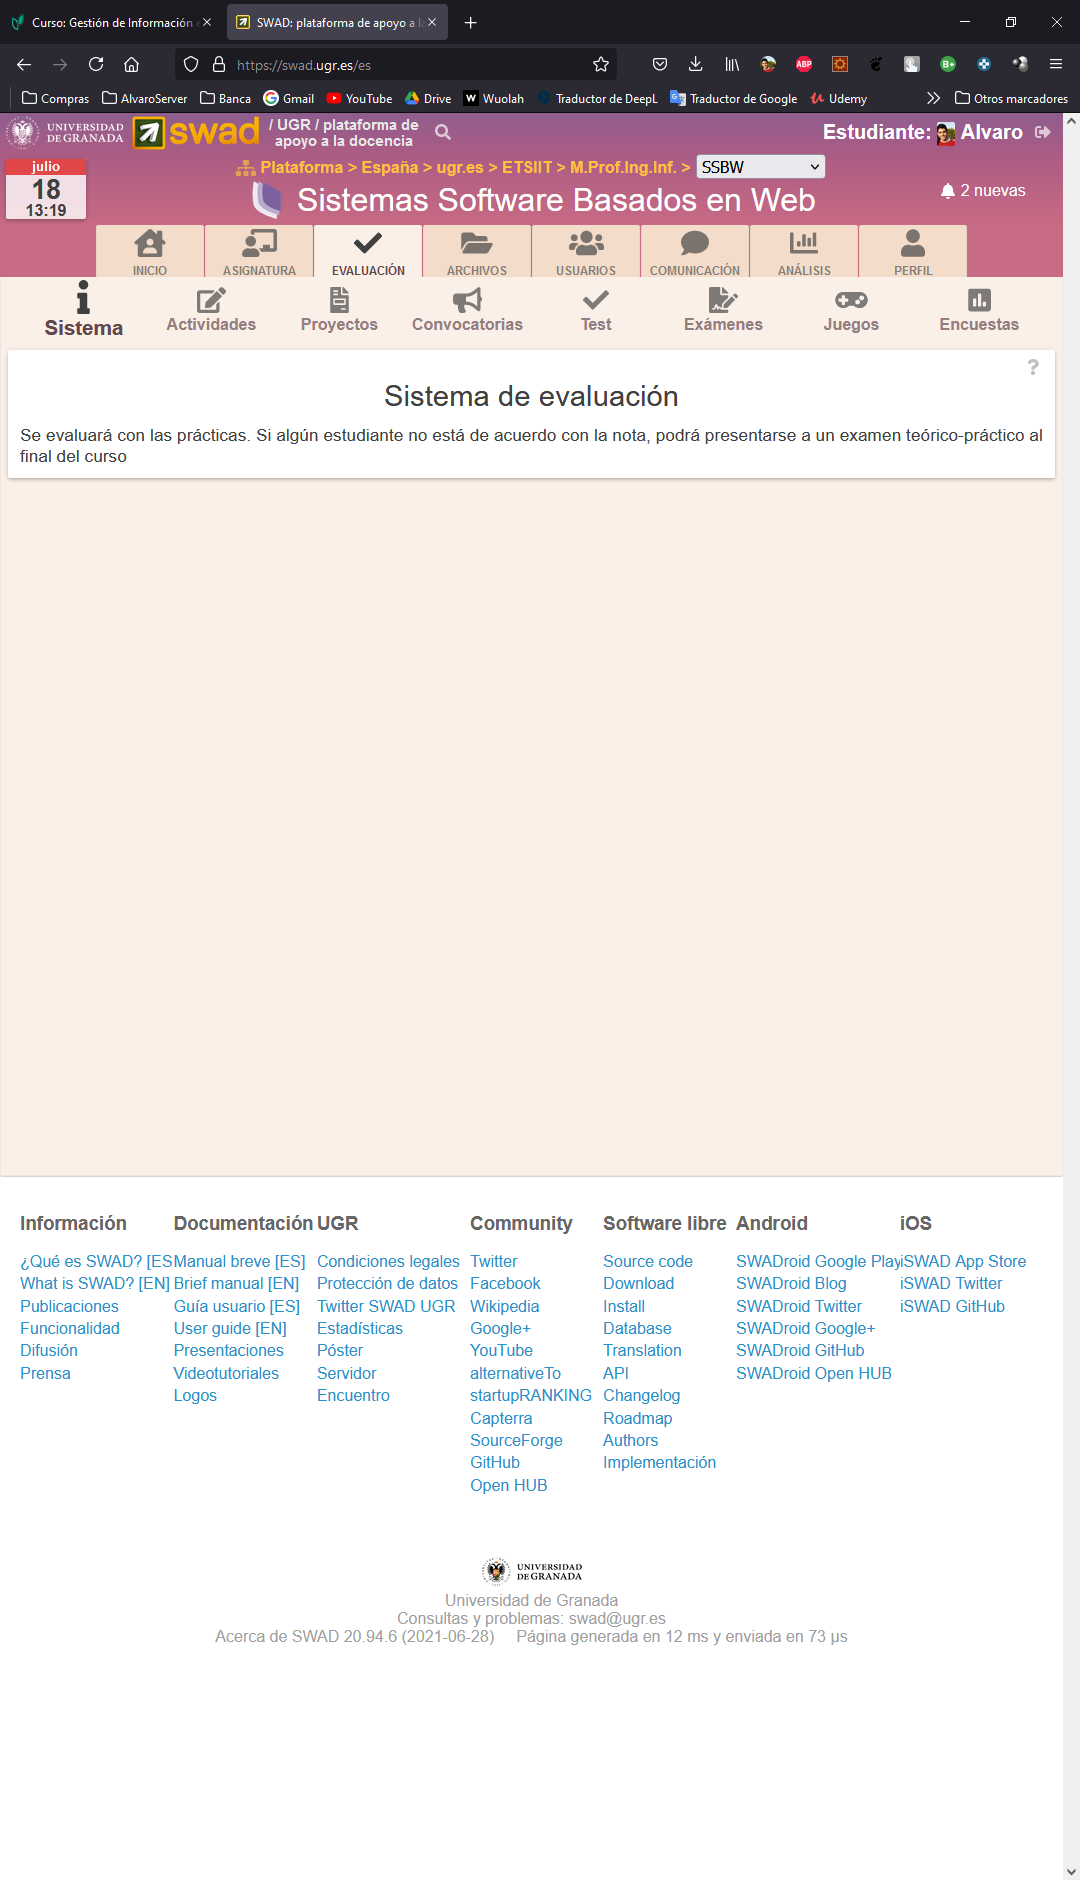 Curso: Gestión de Información
SWAD: plataforma de apoyo a
https://swad.ugr.es/es
ABP
B+
Compras
AlvaroServer
Banca
Gmail
YouTube
Drive
Wuolah
Traductor de DeepL
Traductor de Google
Udemy
Otros marcadores
UNIVERSIDAD
DE GRANADA
swad
/ UGR / plataforma de
apoyo a la docencia
Estudiante: Alvaro
julio
18
13:19
Plataforma > España > ugr.es > ETSIIT > M.Prof.Ing.Inf. > SSBW
Sistemas Software Basados en Web
2 nuevas
INICIO
ASIGNATURA
EVALUACIÓN
ARCHIVOS
USUARIOS
COMUNICACIÓN
ANÁLISIS
PERFIL
Sistema
Actividades
Proyectos
Convocatorias
Test
Exámenes
Juegos
Encuestas
?
Sistema de evaluación
Se evaluará con las prácticas. Si algún estudiante no está de acuerdo con la nota, podrá presentarse a un examen teórico-práctico al
final del curso
Información
¿Qué es SWAD? [ES
What is SWAD? [EN]
Publicaciones
Funcionalidad
Difusión
Prensa
Documentación
Manual breve [ES]
Brief manual [EN]
Guía usuario [ES]
User guide [EN]
Presentaciones
Videotutoriales
Logos
UGR
Condiciones legales
Protección de datos
Twitter SWAD UGR
Estadísticas
Póster
Servidor
Encuentro
Community
Twitter
Facebook
Wikipedia
Google+
YouTube
alternativeTo
startupRANKING
Capterra
SourceForge
GitHub
Open HUB
Software libre
Source code
Download
Install
Database
Translation
API
Changelog
Roadmap
Authors
Implementación
Android
SWADroid Google Play
SWADroid Blog
SWADroid Twitter
SWADroid Google+
SWADroid GitHub
SWADroid Open HUB
iOS
iSWAD App Store
iSWAD Twitter
iSWAD GitHub
UNIVERSIDAD
DE GRANADA
Universidad de Granada
Consultas y problemas: swad@ugr.es
Acerca de SWAD 20.94.6 (2021-06-28) Página generada en 12 ms y enviada en 73 µs